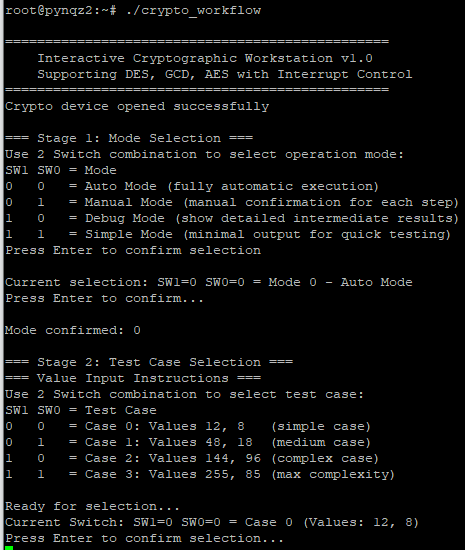 root@pynqz2:~# ./crypto_workflow
================================================
Interactive Cryptographic Workstation v1.0
Supporting DES, GCD, AES with Interrupt Control
================================================
Crypto device opened successfully
=== Stage 1: Mode Selection ===
Use 2 Switch combination to select operation mode:
SW1 SW0 = Mode
0   0   = Auto Mode (fully automatic execution)
0   1   = Manual Mode (manual confirmation for each step)
1   0   = Debug Mode (show detailed intermediate results)
1   1   = Simple Mode (minimal output for quick testing)
Press Enter to confirm selection
Current selection: SW1=0 SW0=0 = Mode 0 - Auto Mode
Press Enter to confirm...
Mode confirmed: 0
=== Stage 2: Test Case Selection ===
=== Value Input Instructions ===
Use 2 Switch combination to select test case:
SW1 SW0 = Test Case
0   0   = Case 0: Values 12, 8   (simple case)
0   1   = Case 1: Values 48, 18  (medium case)
1   0   = Case 2: Values 144, 96 (complex case)
1   1   = Case 3: Values 255, 85 (max complexity)
Ready for selection...
Current Switch: SW1=0 SW0=0 = Case 0 (Values: 12, 8)
Press Enter to confirm selection...